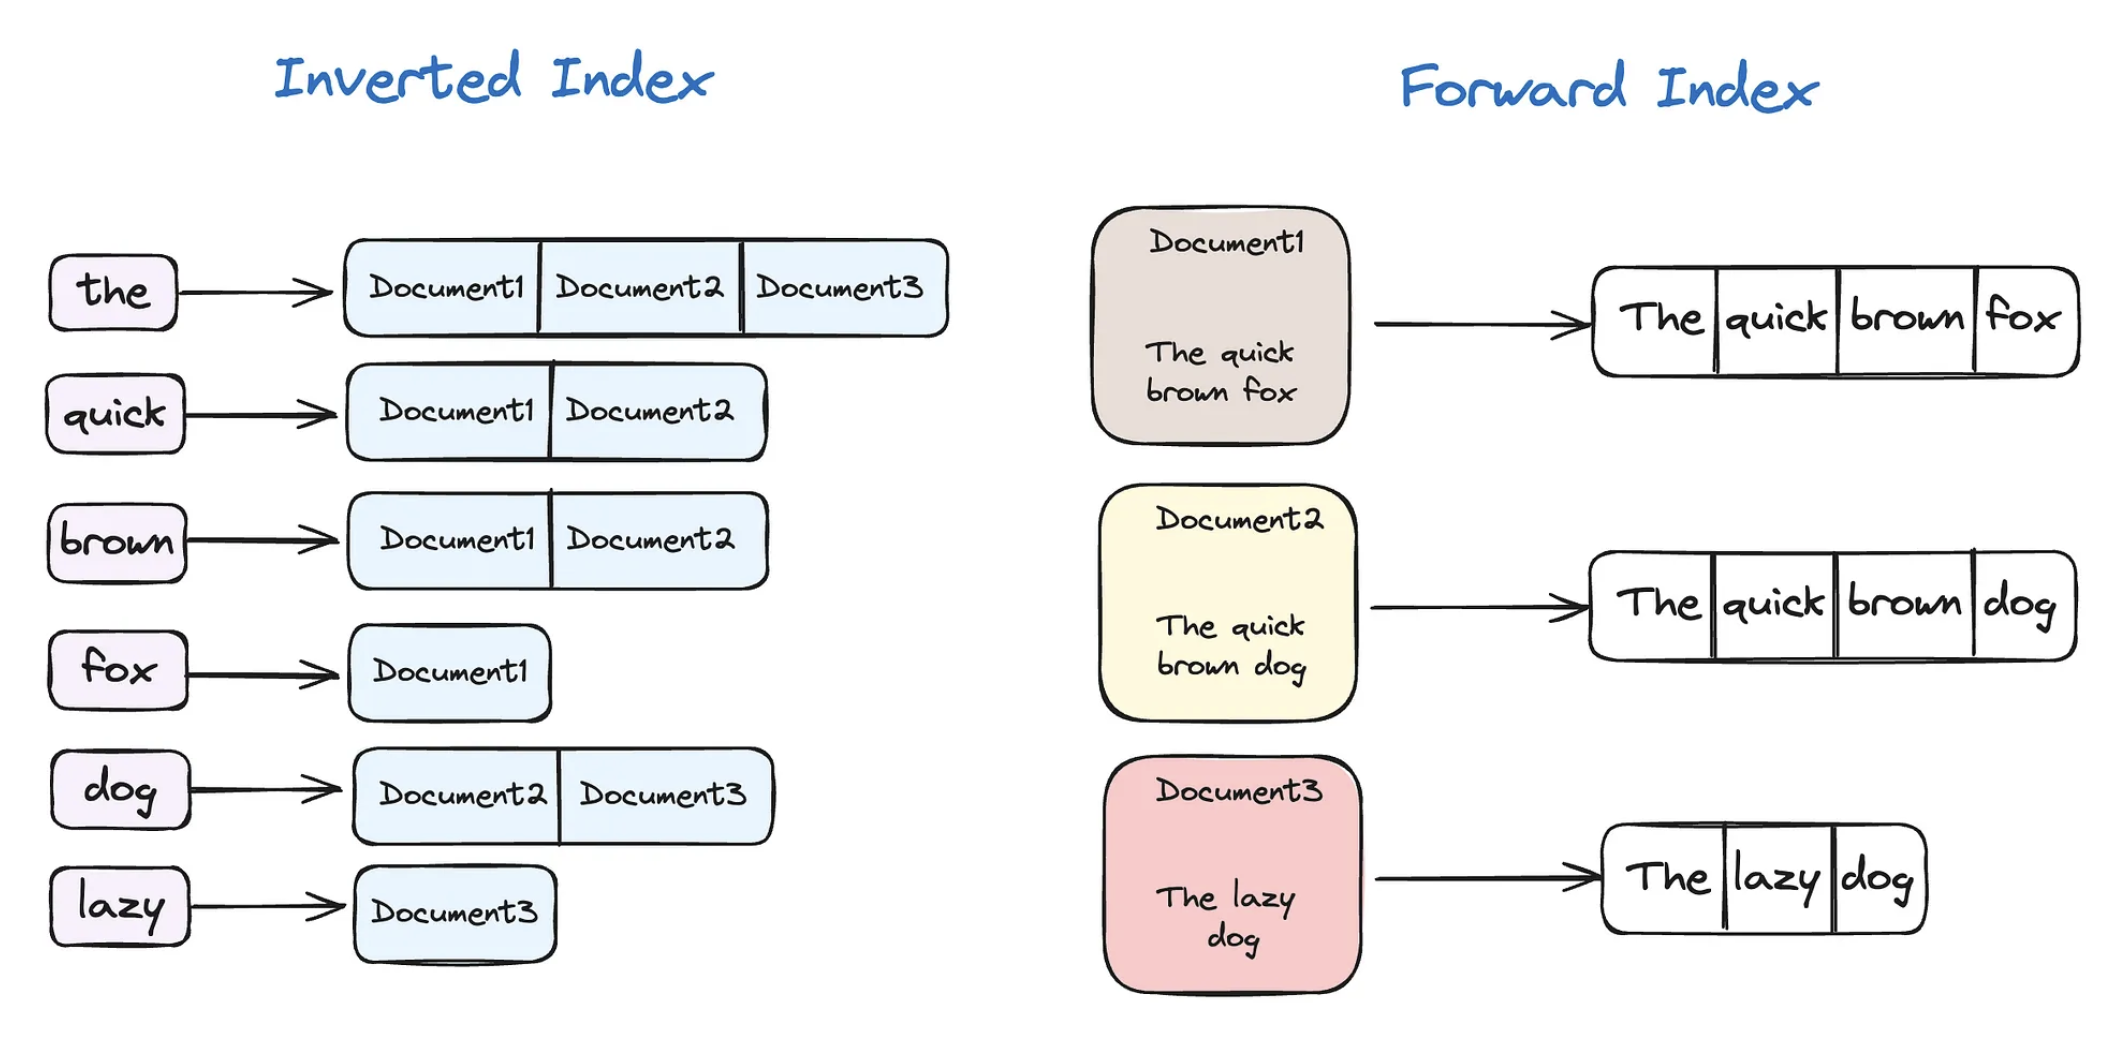 Inverted Index
the
Document1 Document2 Document3
quick
Document1 Document2
brown
Document1 Document2
fox
Document1
dog
Document2 Document3
lazy
Document3
Forward Index
Document1
The quick
brown fox
The quick brown fox
Document2
The quick
brown dog
The quick brown dog
Document3
The lazy
dog
The lazy dog